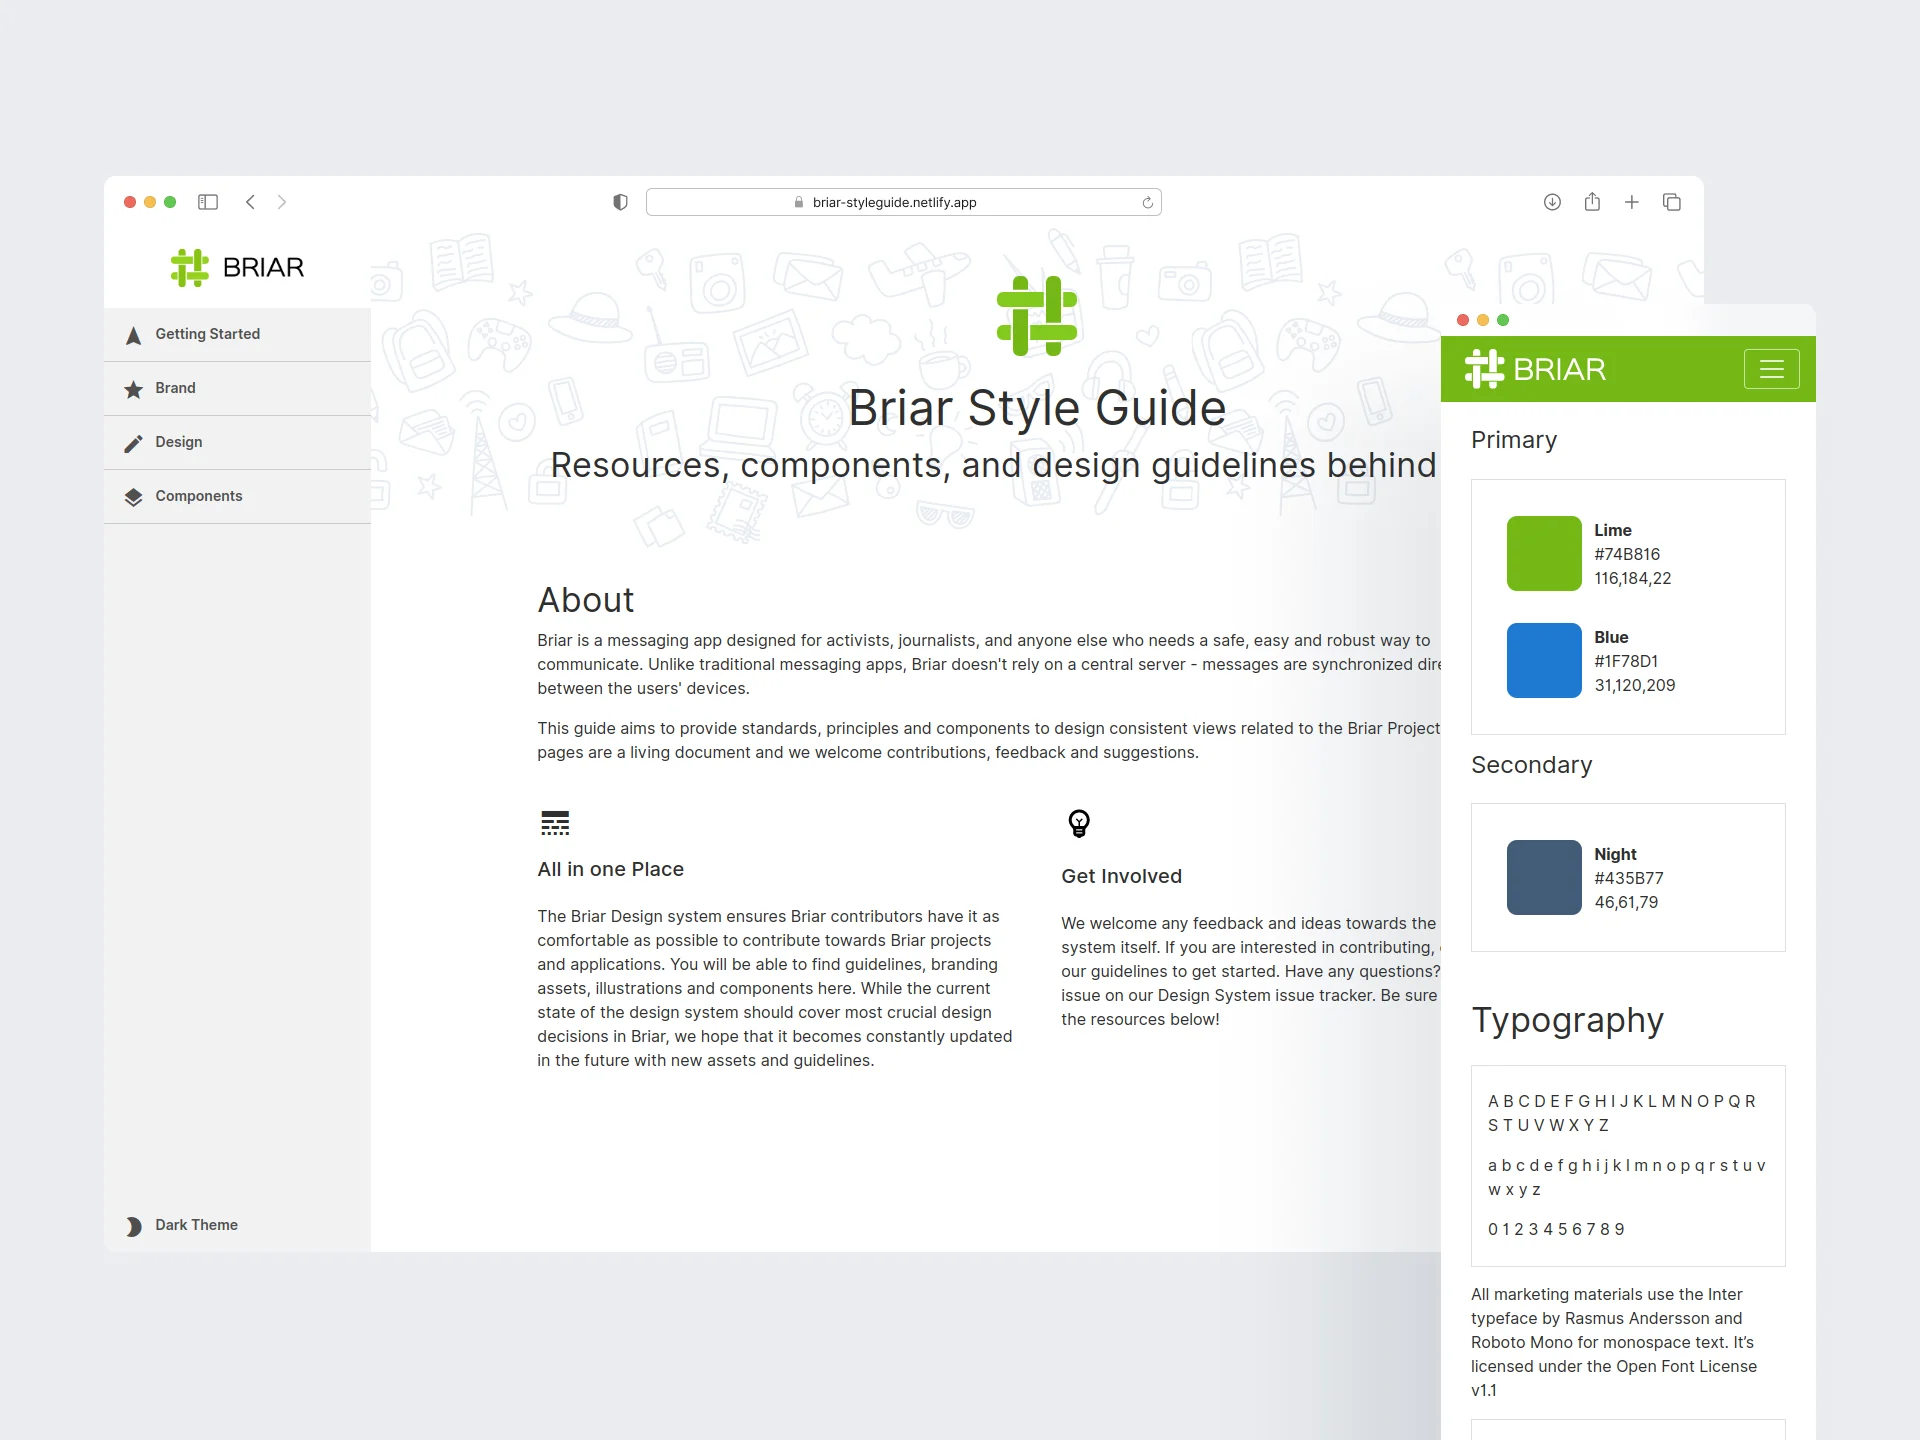 briar-styleguide.netlify.app
BRIAR
Getting Started
Brand
Design
Components
Dark Theme
Briar Style Guide
Resources, components, and design guidelines behind
About
Briar is a messaging app designed for activists, journalists, and anyone else who needs a safe, easy and robust way to
communicate. Unlike traditional messaging apps, Briar doesn't rely on a central server - messages are synchronized dire
between the users' devices.
This guide aims to provide standards, principles and components to design consistent views related to the Briar Project
pages are a living document and we welcome contributions, feedback and suggestions.
All in one Place
The Briar Design system ensures Briar contributors have it as
comfortable as possible to contribute towards Briar projects
and applications. You will be able to find guidelines, branding
assets, illustrations and components here. While the current
state of the design system should cover most crucial design
decisions in Briar, we hope that it becomes constantly updated
in the future with new assets and guidelines.
Get Involved
We welcome any feedback and ideas towards the
system itself. If you are interested in contributing,
our guidelines to get started. Have any questions?
issue on our Design System issue tracker. Be sure
the resources below!
BRIAR
Primary
Lime
#74B816
116,184,22
Blue
#1F78D1
31,120,209
Secondary
Night
#435B77
46,61,79
Typography
A B C D E F G H I J K L M N O P Q R
S T U V W X Y Z
a b c d e f g h i j k l m n o p q r s t u v
w x y z
0 1 2 3 4 5 6 7 8 9
All marketing materials use the Inter
typeface by Rasmus Andersson and
Roboto Mono for monospace text. It’s
licensed under the Open Font License
v1.1